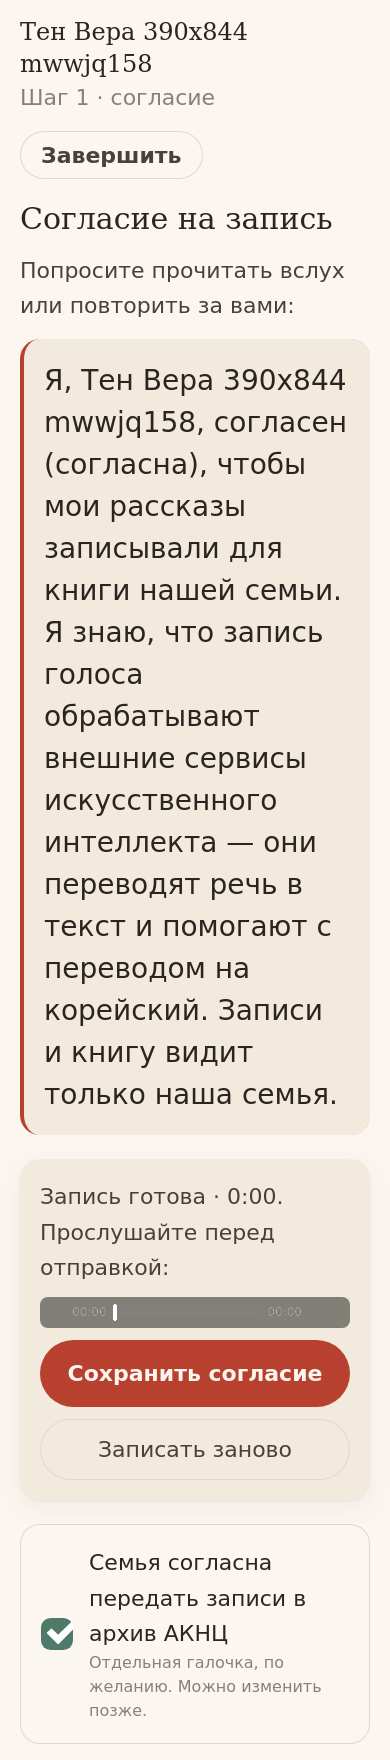 Тен Вера 390x844
mwwjq158
Шаг 1 · согласие
Завершить
Согласие на запись
Попросите прочитать вслух
или повторить за вами:
Я, Тен Вера 390x844
mwwjq158, согласен
(согласна), чтобы
мои рассказы
записывали для
книги нашей семьи.
Я знаю, что запись
голоса
обрабатывают
внешние сервисы
искусственного
интеллекта — они
переводят речь в
текст и помогают с
переводом на
корейский. Записи
и книгу видит
только наша семья.
Запись готова · 0:00.
Прослушайте перед
отправкой:
00:00 00:00
Сохранить согласие
Записать заново
Семья согласна
передать записи в
архив АКНЦ
Отдельная галочка, по
желанию. Можно изменить
позже.